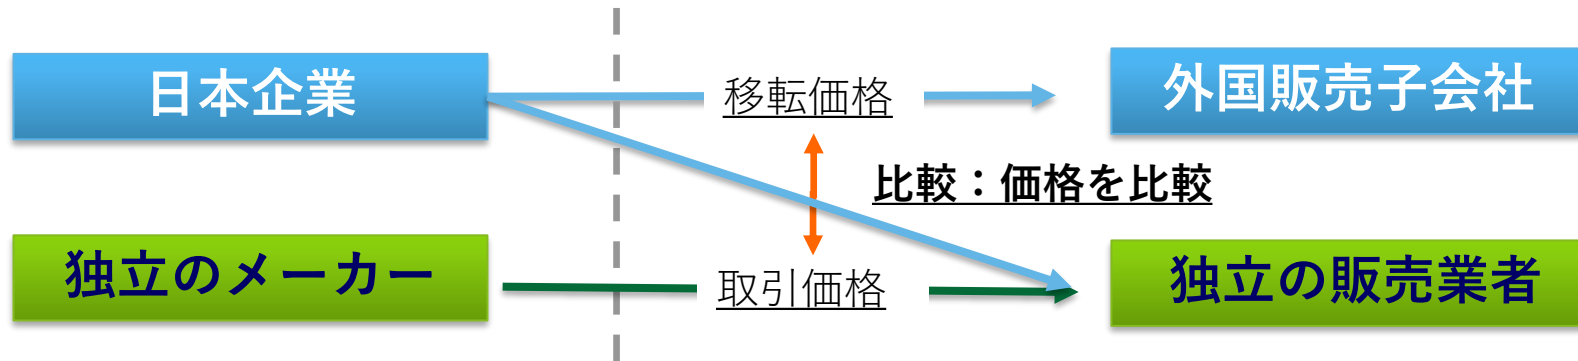 日本企業
移転価格
外国販売子会社
比較：価格を比較
独立のメーカー
取引価格
独立の販売業者